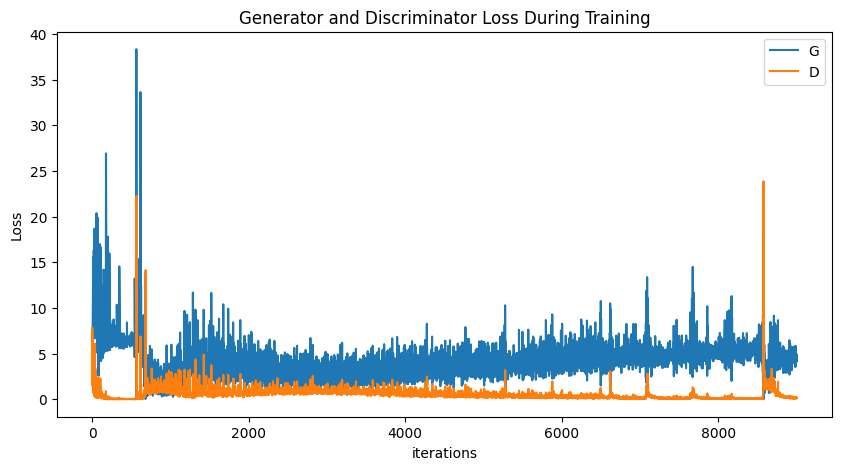 Generator and Discriminator Loss During Training
G
D
40
35
30
25
20
15
10
5
0
Loss
0 2000 4000 6000 8000
iterations